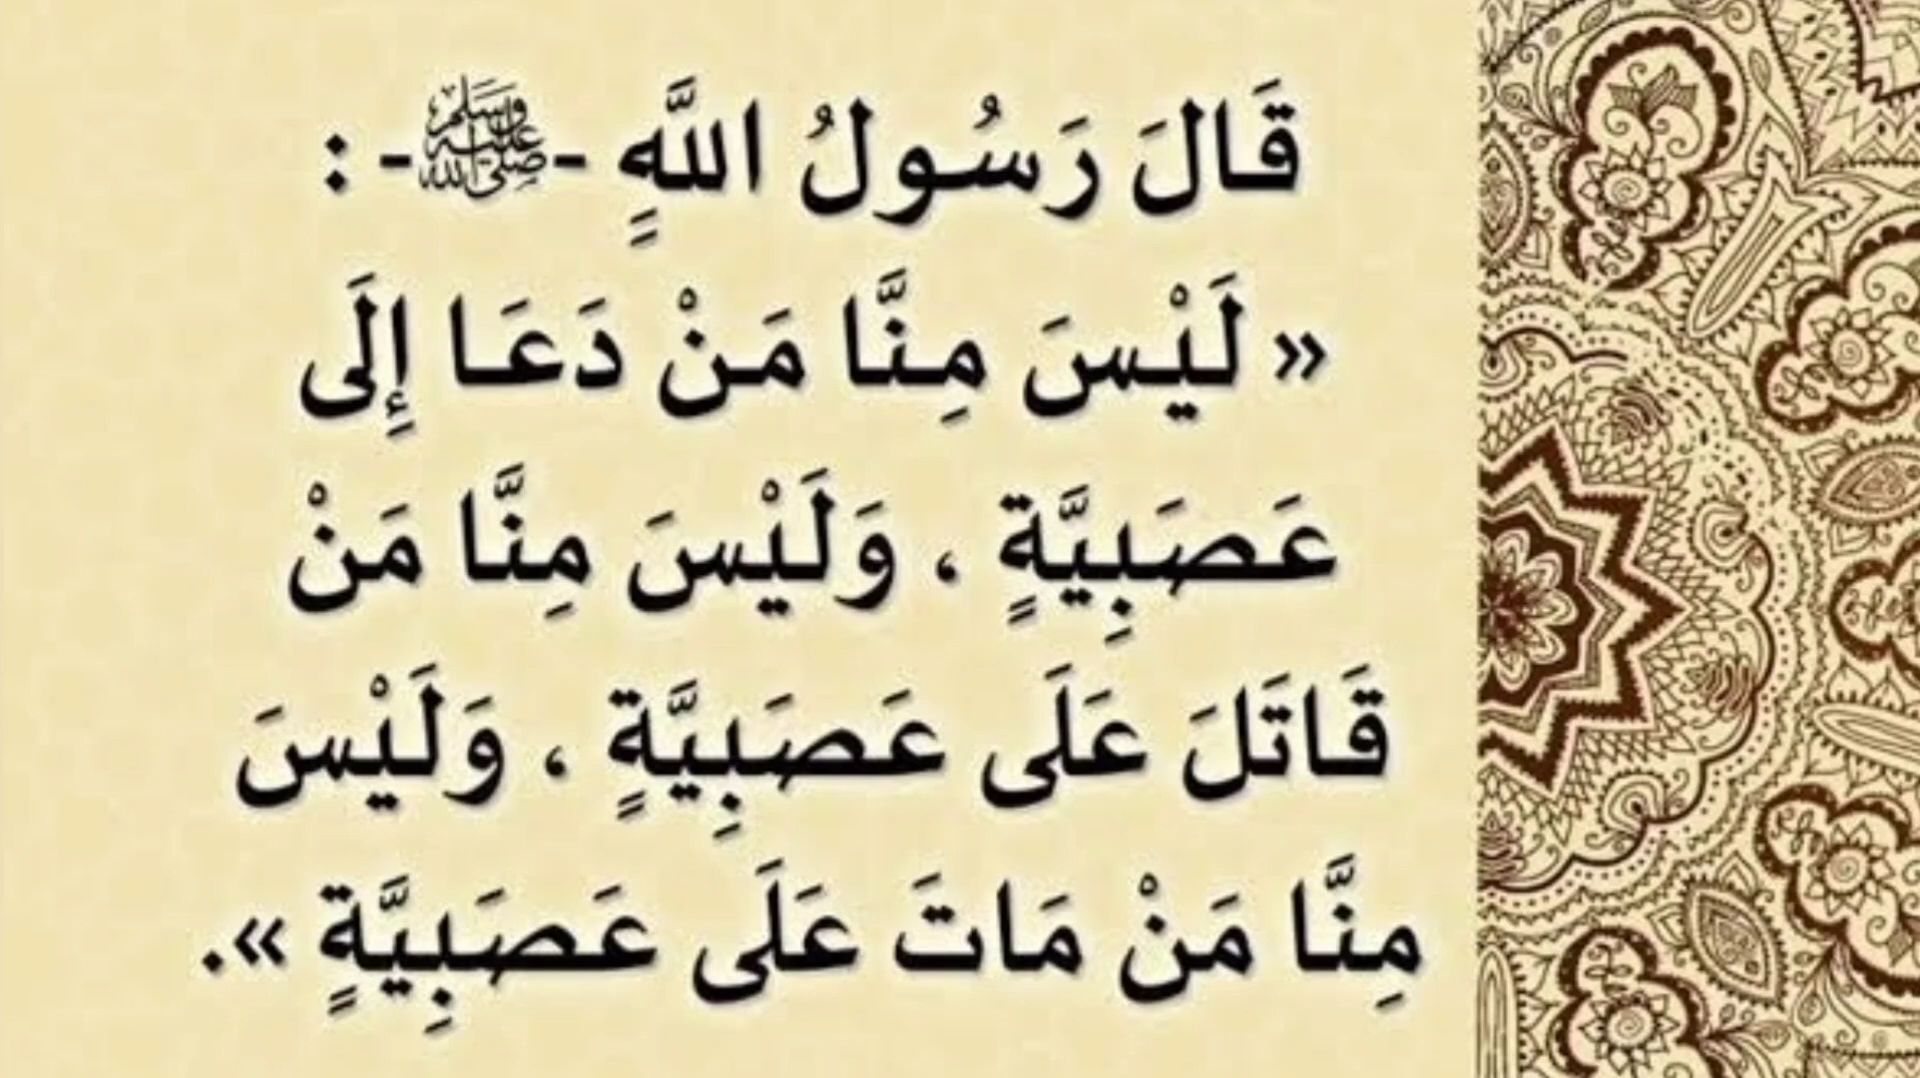 قَالَ رَسُولُ اللَّهِ -ﷺ- :
« لَيْسَ مِنَّا مَنْ دَعَا إِلَى
عَصَبِيَّةٍ ، وَلَيْسَ مِنَّا مَنْ
قَاتَلَ عَلَى عَصَبِيَّةٍ ، وَلَيْسَ
مِنَّا مَنْ مَاتَ عَلَى عَصَبِيَّةٍ ».